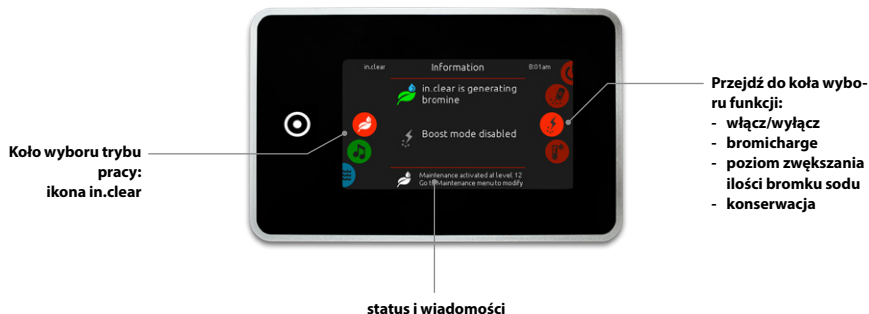 in.clear Information 8:01am
in.clear is generating
bromine
Boost mode disabled
Maintenance activated at level 12
Go to Maintenance menu to modify
Koło wyboru trybu
pracy:
ikona in.clear
Przejdź do koła wybo-
ru funkcji:
- włącz/wyłącz
- bromicharge
- poziom zwększania
ilości bromku sodu
- konserwacja
status i wiadomości